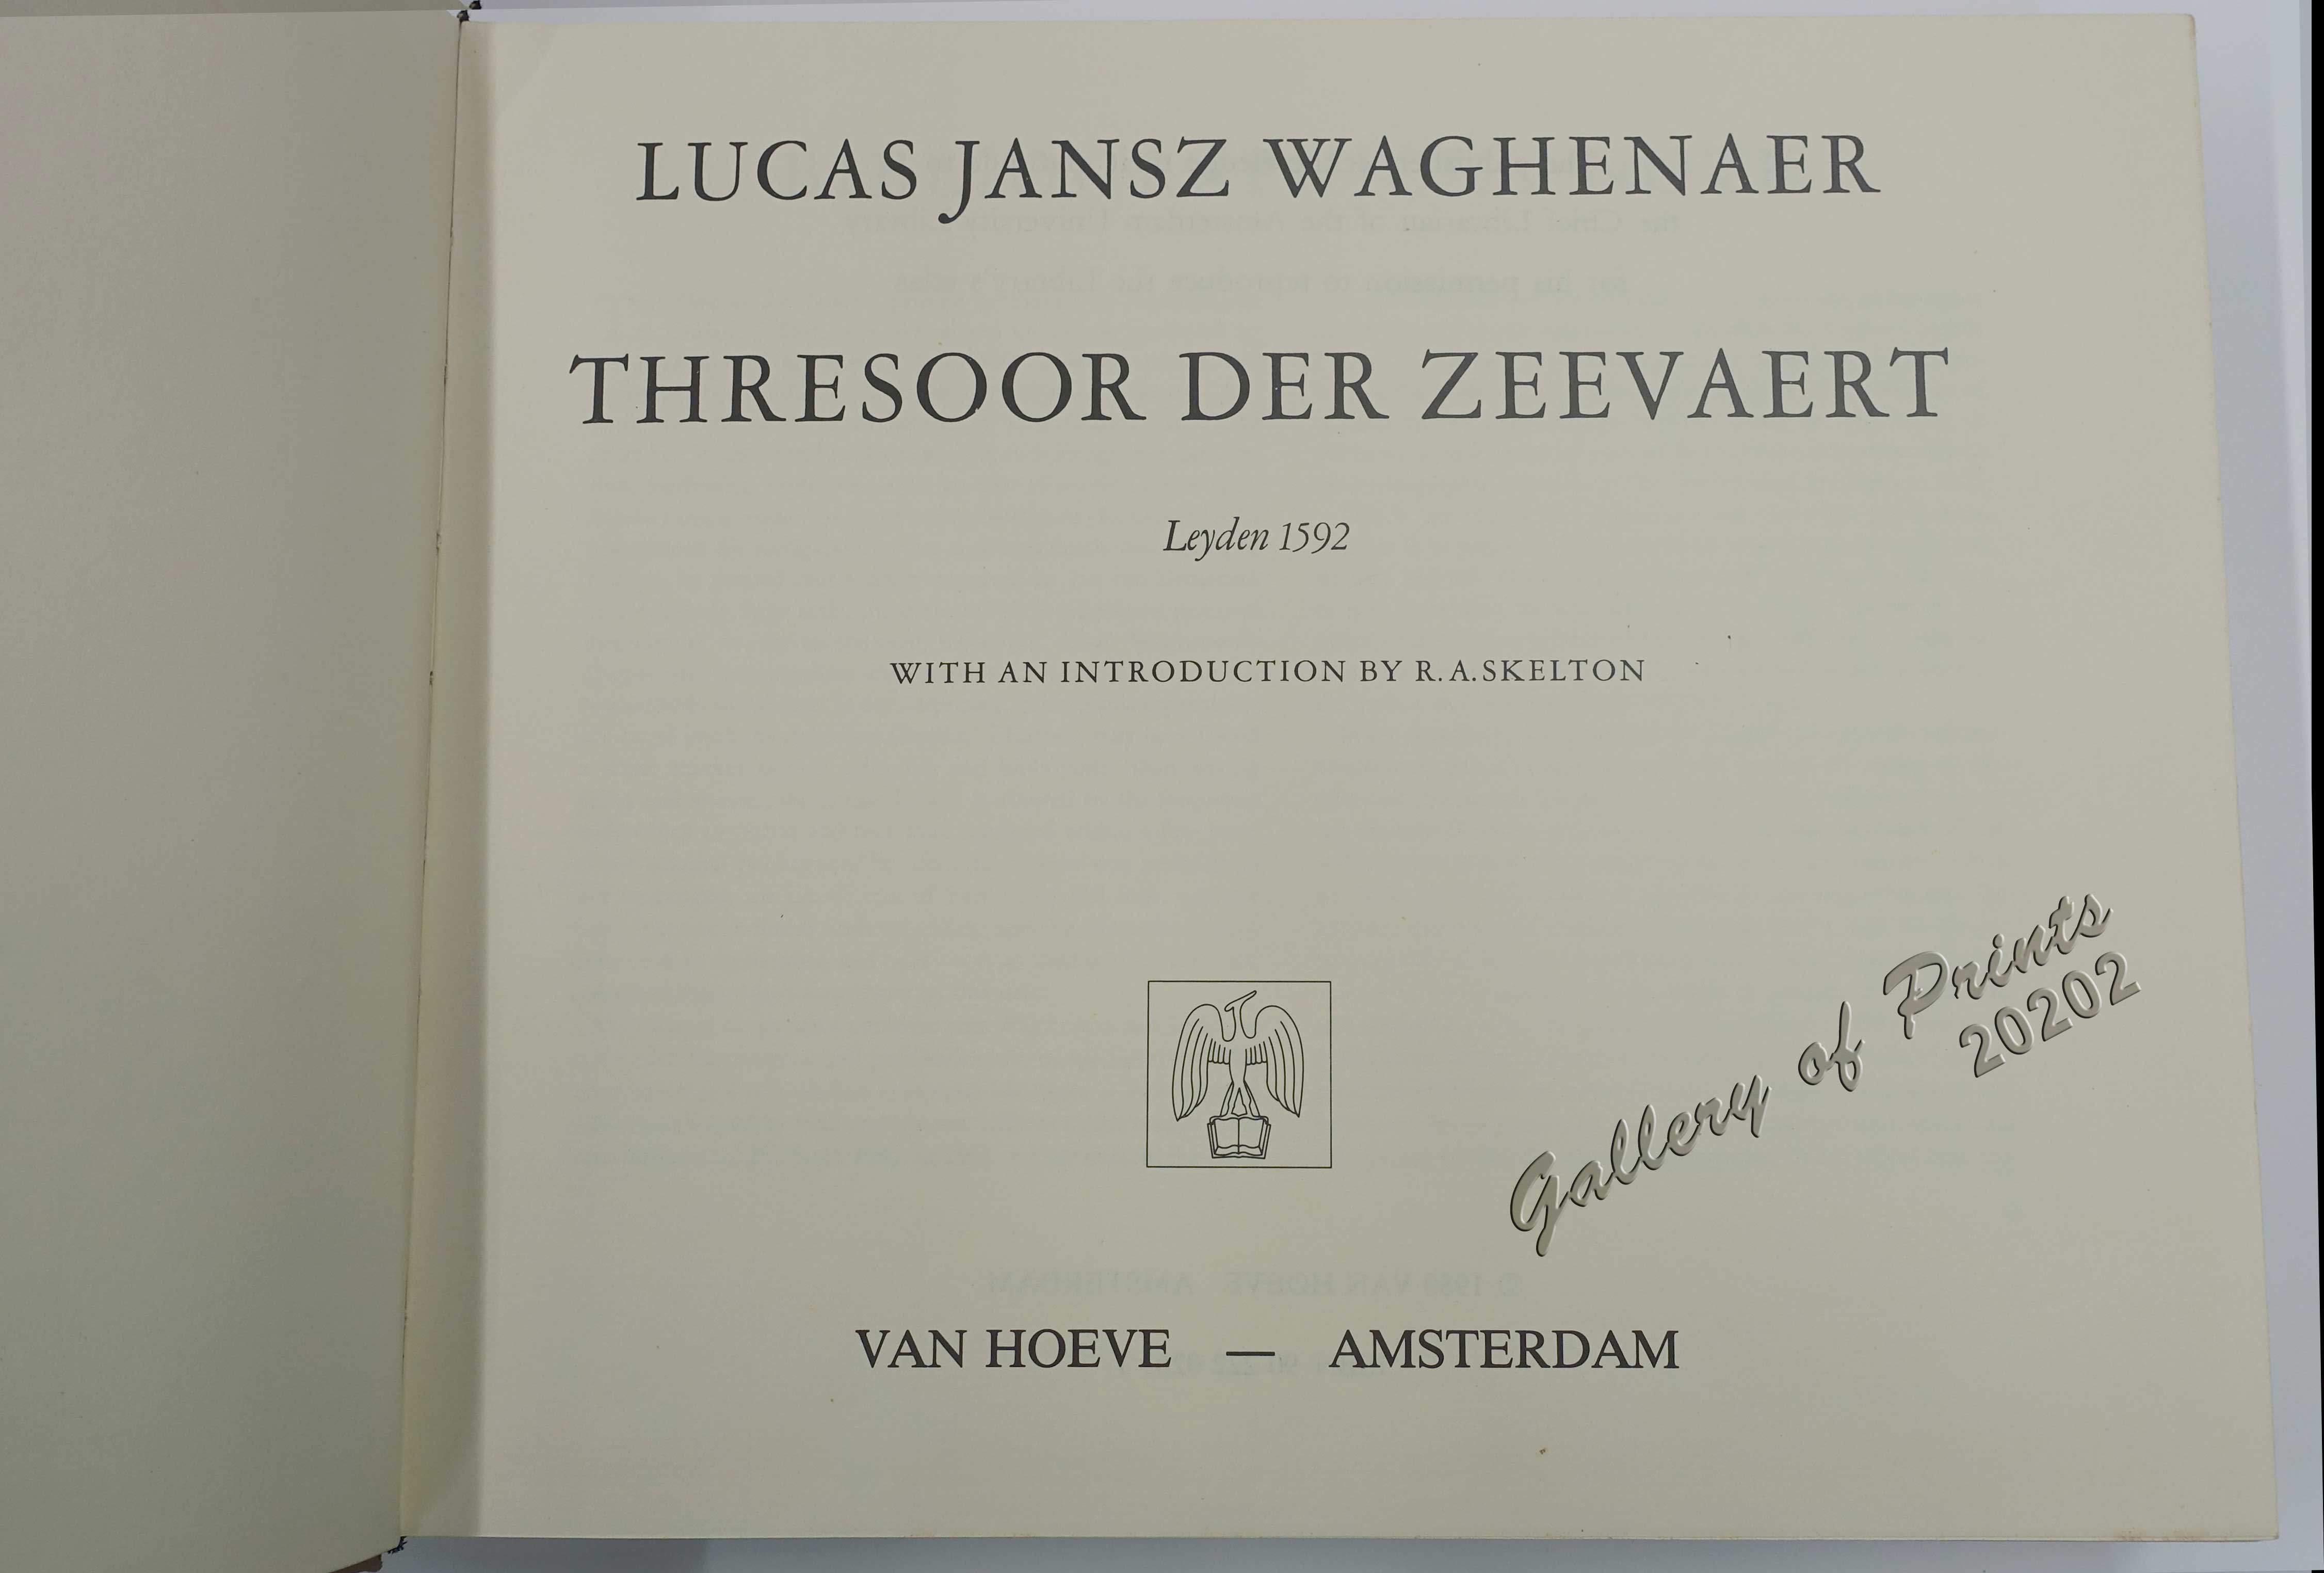 LUCAS JANSZ WAGHENAER
THRESOOR DER ZEEVAERT
Leyden 1592
WITH AN INTRODUCTION BY R.A.SKELTON
Gallery of Prints
20202
VAN HOEVE — AMSTERDAM